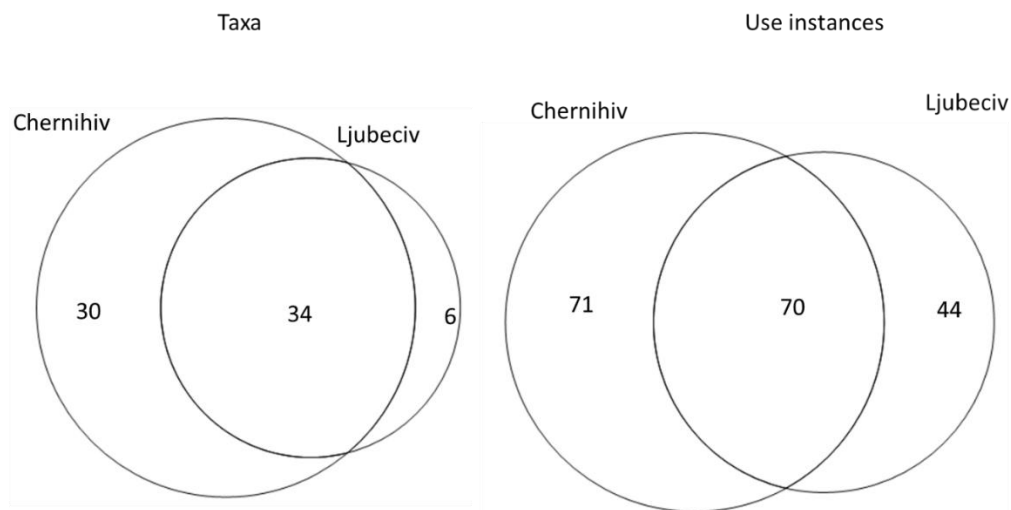 Taxa
Use instances
Chernihiv
Ljubeciv
30
34
6
Chernihiv
Ljubeciv
71
70
44